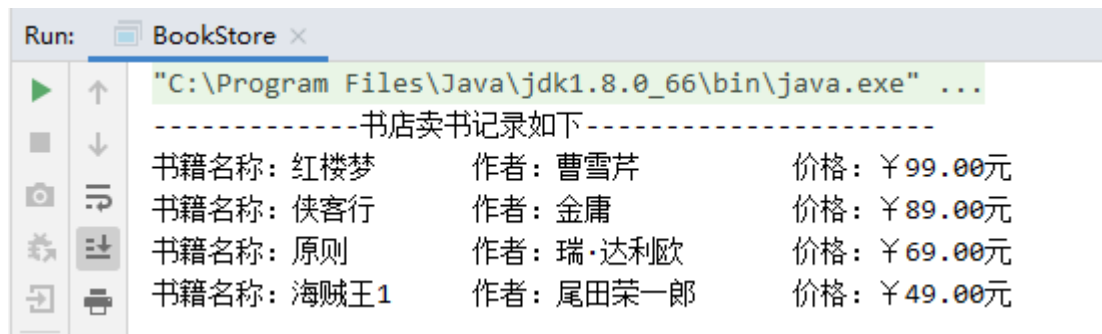 Run: BookStore ×
"C:\Program Files\Java\jdk1.8.0_66\bin\java.exe" ...
-------------书店卖书记录如下----------------------
书籍名称：红楼梦 作者：曹雪芹 价格：￥99.00元
书籍名称：侠客行 作者：金庸 价格：￥89.00元
书籍名称：原则 作者：瑞·达利欧 价格：￥69.00元
书籍名称：海贼王1 作者：尾田荣一郎 价格：￥49.00元